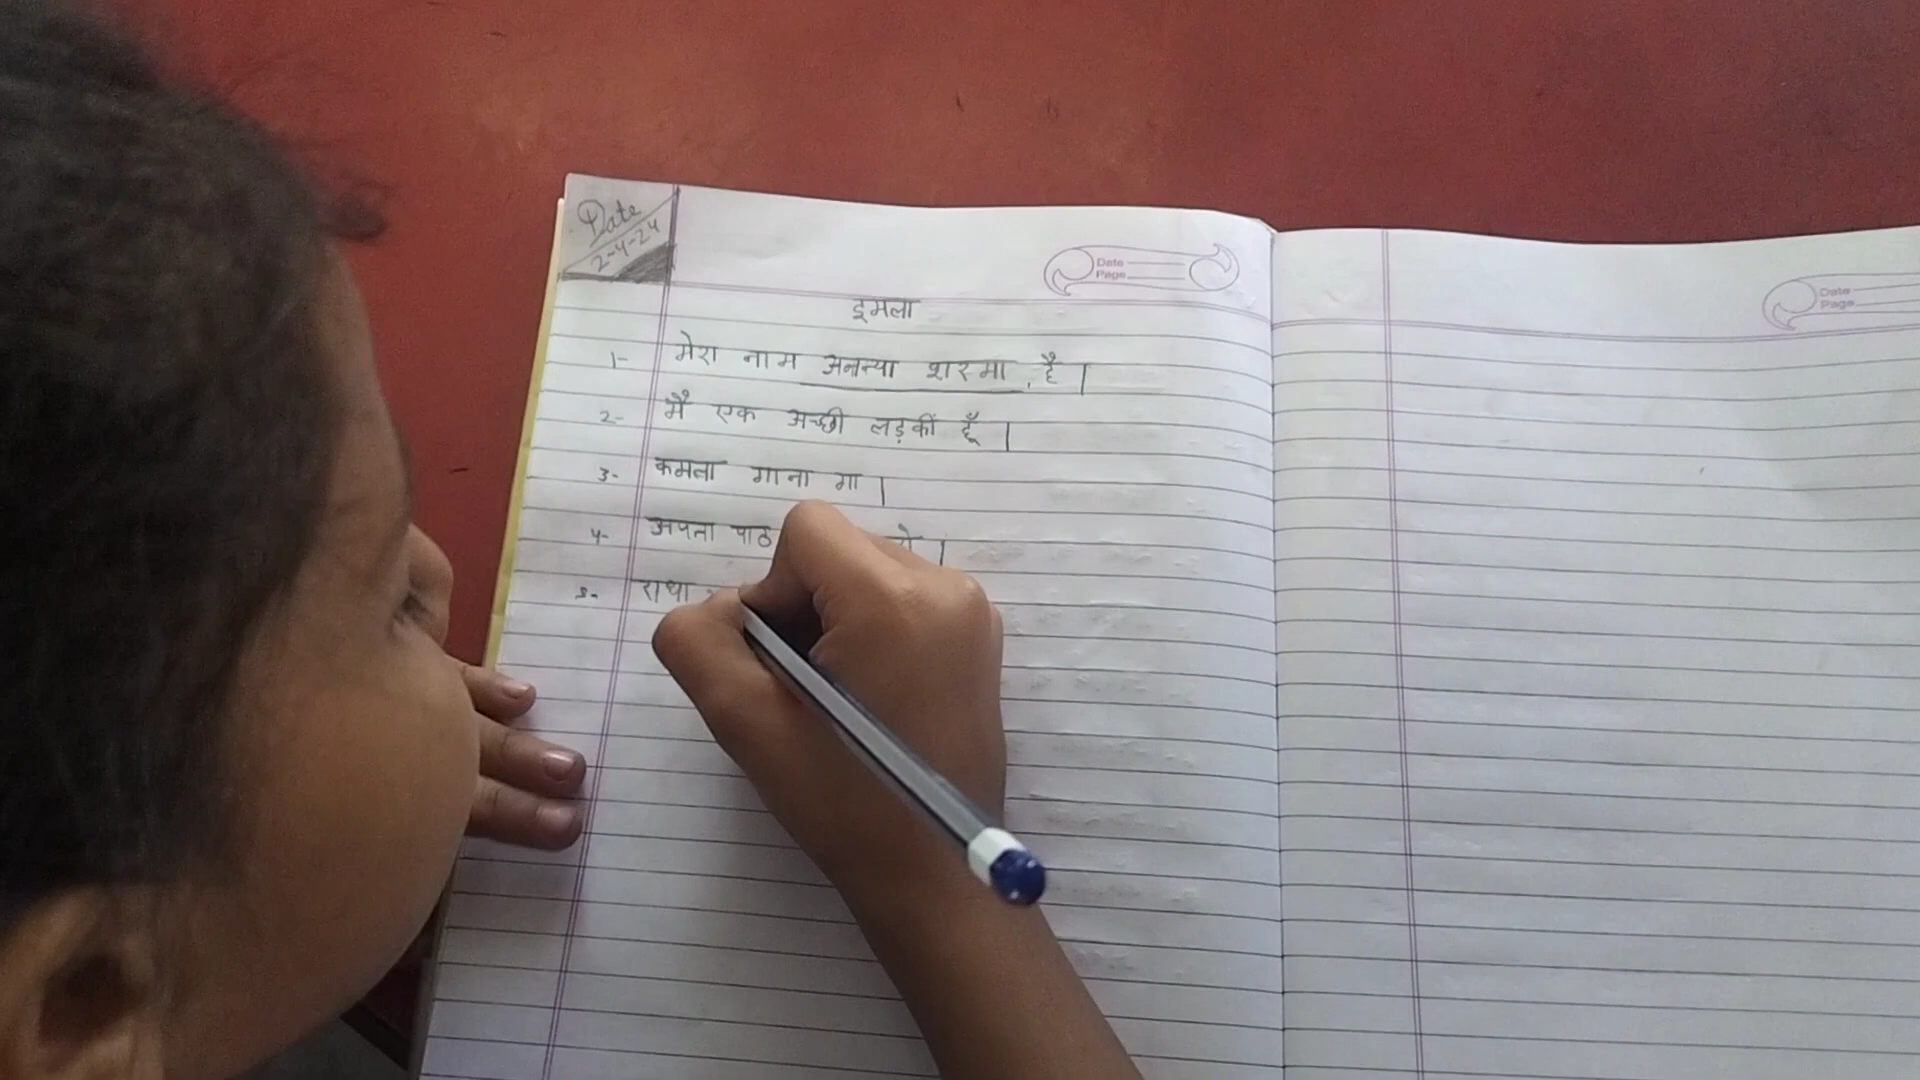 Date
2-4-24
Date
Page
Date
Page
इमला
1- मेरा नाम अनन्या शरमा है।
2- मै एक अच्छी लड़कीं हूँ।
3- कमला गाना गा।
4- अपना पाठ
5- राधा